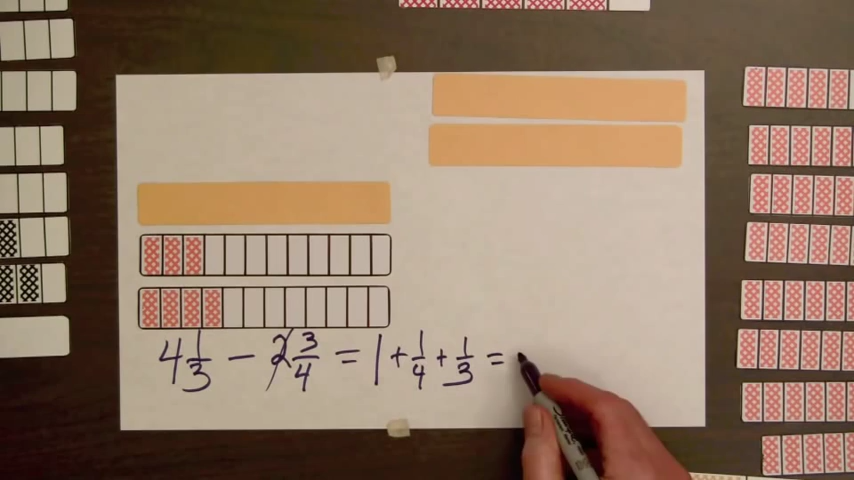 4 1/3 - 2 3/4 = 1 + 1/4 + 1/3 =